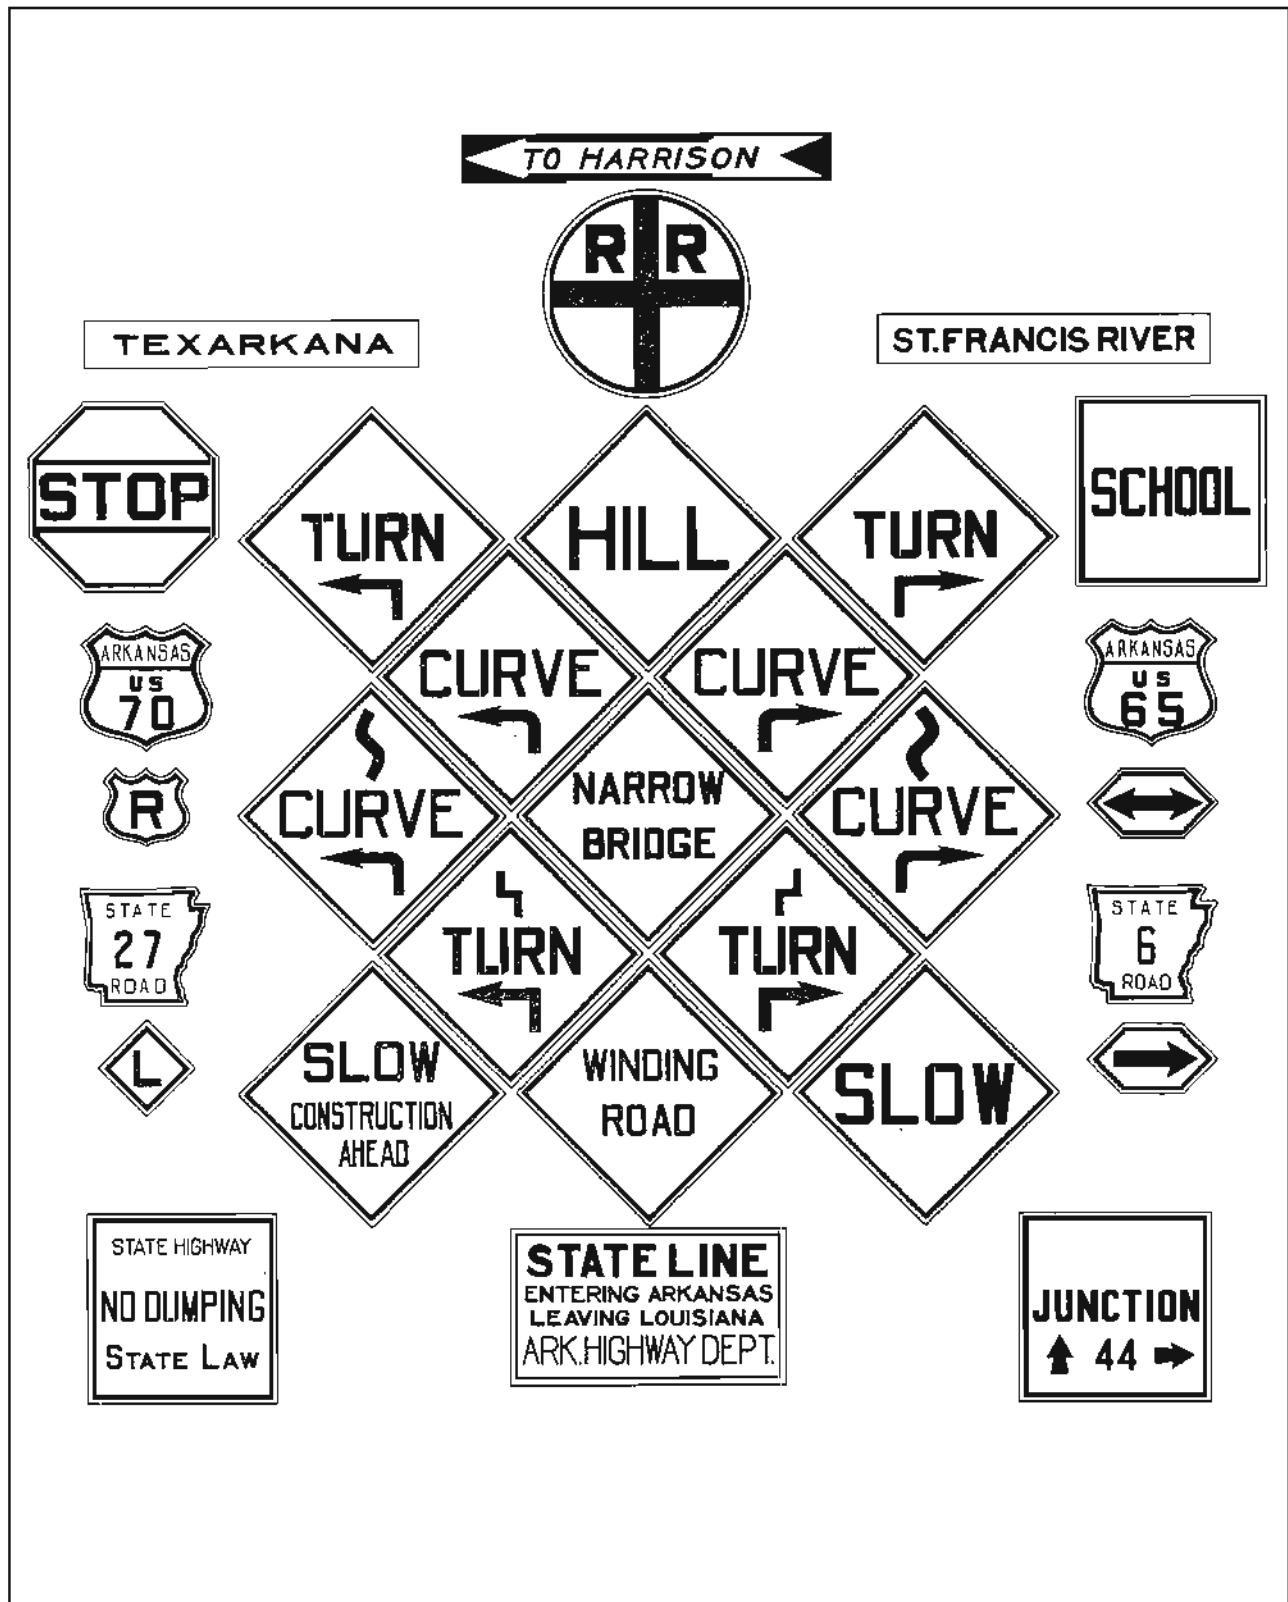 TO HARRISON
R R
TEXARKANA
ST. FRANCIS RIVER
STOP
TURN
HILL
TURN
SCHOOL
ARKANSAS
US
70
CURVE
CURVE
ARKANSAS
US
65
R
CURVE
NARROW
BRIDGE
CURVE
STATE
27
ROAD
TURN
TURN
STATE
6
ROAD
L
SLOW
CONSTRUCTION
AHEAD
WINDING
ROAD
SLOW
STATE HIGHWAY
NO DUMPING
STATE LAW
STATE LINE
ENTERING ARKANSAS
LEAVING LOUISIANA
ARK. HIGHWAY DEPT.
JUNCTION
44